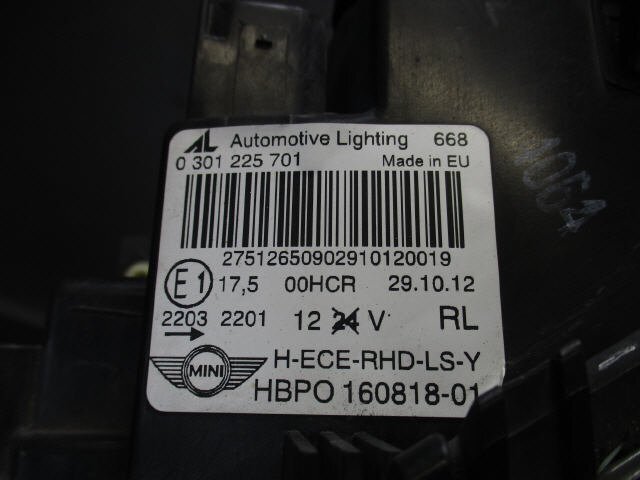 AL Automotive Lighting 668
0 301 225 701 Made in EU
27512650902910120019
E1 17,5 00HCR 29.10.12
2203 2201 12 24 V RL
MINI H-ECE-RHD-LS-Y
HBPO 160818-01
1064